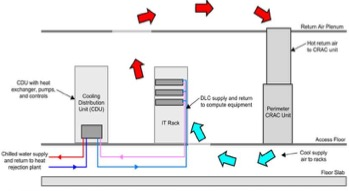 Return Air Plenum
Hot return air
to CRAC unit
CDU with heat
exchanger, pumps,
and controls
Cooling
Distribution
Unit (CDU)
DLC supply and return
to compute equipment
IT Rack
Perimeter
CRAC Unit
Access Floor
Chilled water supply
and return to heat
rejection plant
Cool supply
air to racks
Floor Slab